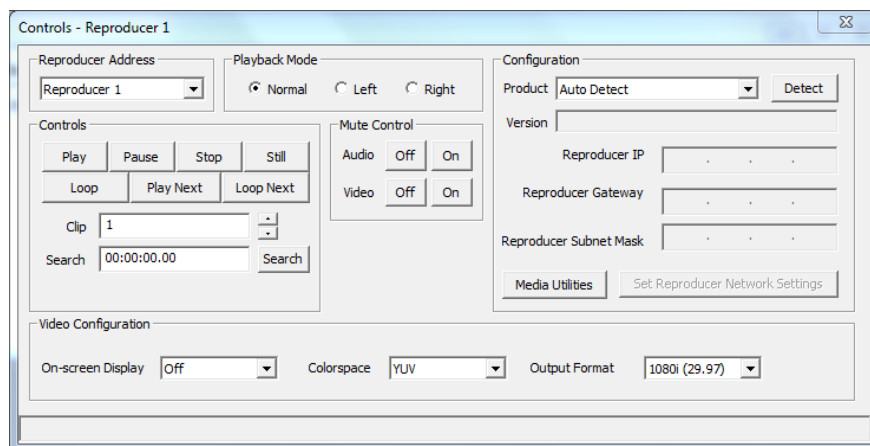 Controls - Reproducer 1
Reproducer Address
Reproducer 1
Playback Mode
Normal Left Right
Configuration
Product Auto Detect Detect
Version
Reproducer IP . . .
Reproducer Gateway . . .
Reproducer Subnet Mask . . .
Media Utilities Set Reproducer Network Settings
Controls
Play Pause Stop Still
Loop Play Next Loop Next
Clip 1
Search 00:00:00.00 Search
Mute Control
Audio Off On
Video Off On
Video Configuration
On-screen Display Off Colorspace YUV Output Format 1080i (29.97)